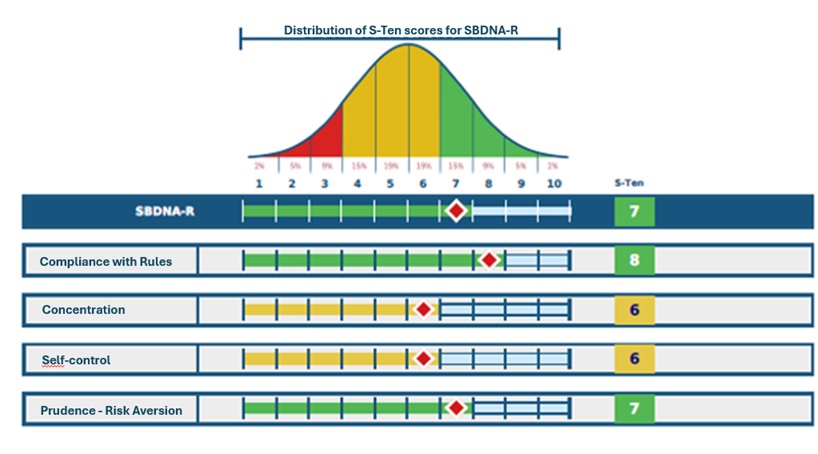 Distribution of S-Ten scores for SBDNA-R
2% 5% 9% 15% 19% 19% 15% 9% 5% 2%
1 2 3 4 5 6 7 8 9 10 S-Ten
SBDNA-R 7
Compliance with Rules 8
Concentration 6
Self-control 6
Prudence - Risk Aversion 7